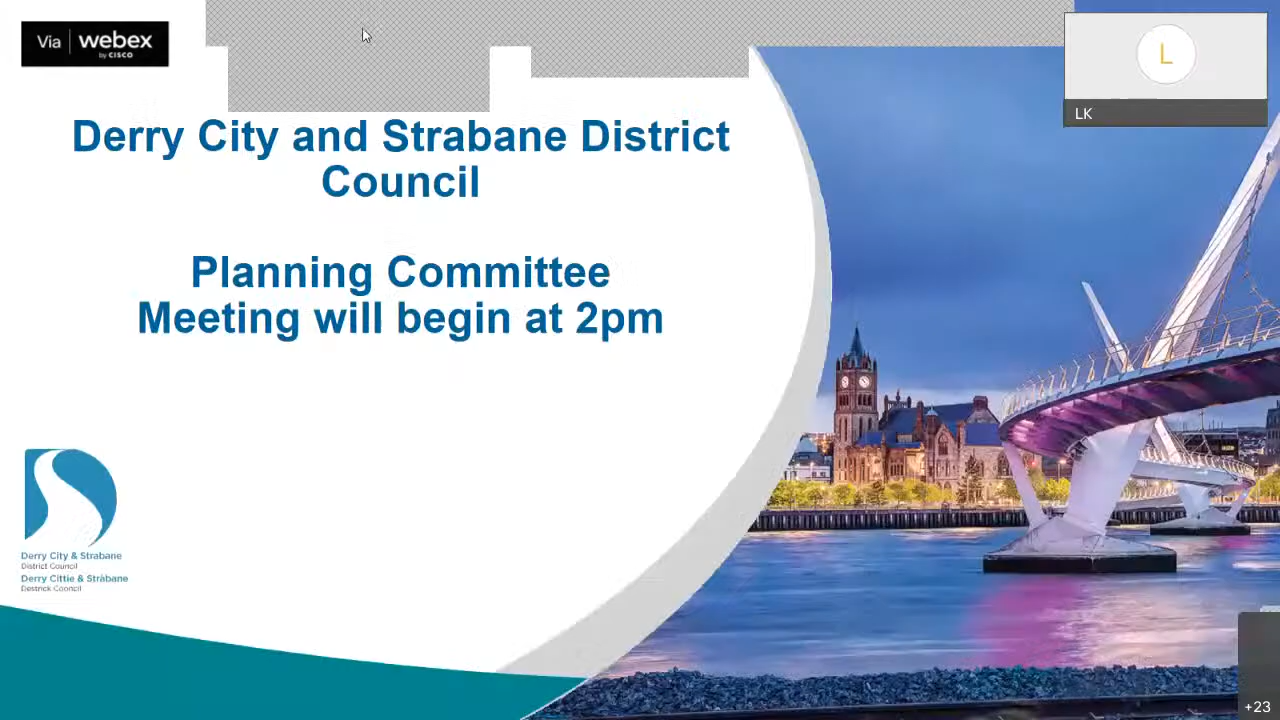 Via webex
by CISCO
L
LK
Derry City and Strabane District
Council
Planning Committee
Meeting will begin at 2pm
Derry City & Strabane
District Council
Derry Cittie & Stràbane
Destrick Cooncil
+23